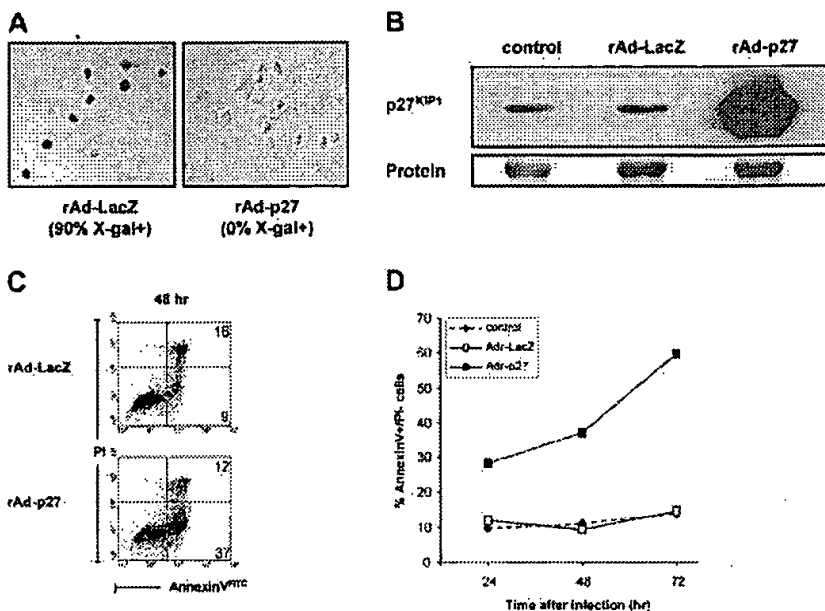 A
rAd-LacZ
(90% X-gal+)
rAd-p27
(0% X-gal+)
B
control rAd-LacZ rAd-p27
p27KIP1
Protein
C
48 hr
rAd-LacZ
16
9
PI
rAd-p27
12
37
AnnexinVFITC
D
70
60
50
40
30
20
10
0
control
Adr-LacZ
Adr-p27
% AnnexinV+/PI- cells
24 48 72
Time after infection (hr)